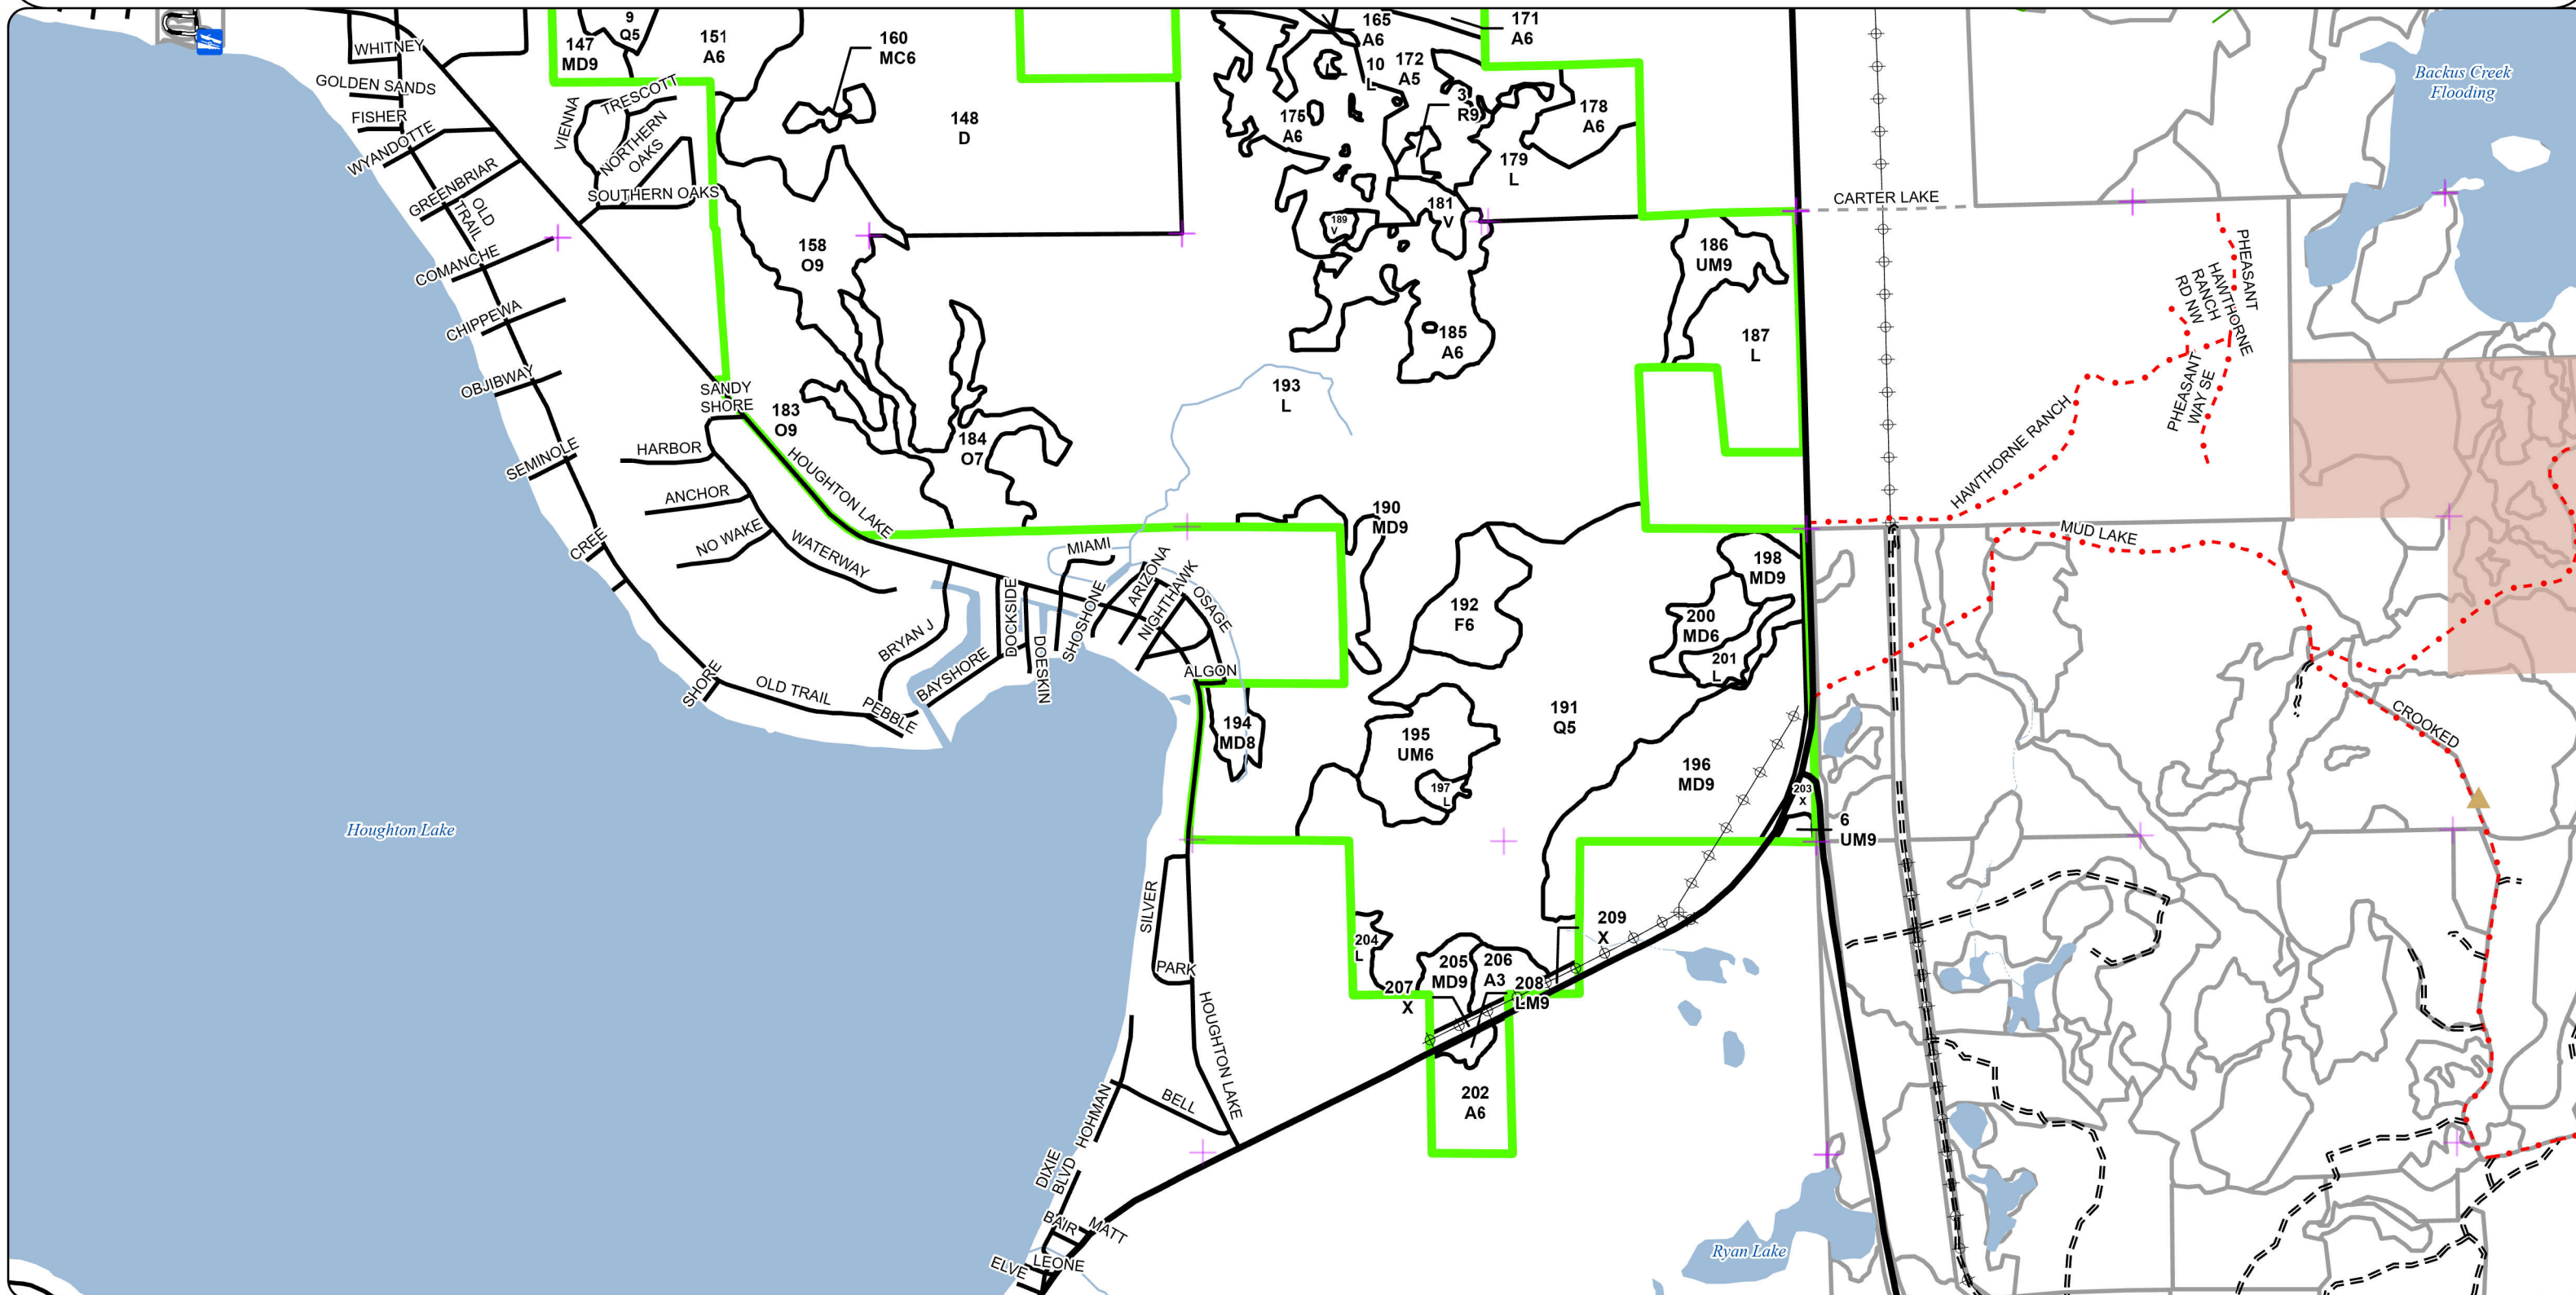 WHITNEY
GOLDEN SANDS
FISHER
WYANDOTTE
GREENBRIAR
OLD
TRAIL
COMANCHE
CHIPPEWA
OBJIBWAY
SEMINOLE
CREE
SHORE
OLD TRAIL
PEBBLE
VIENNA
TRESCOTT
NORTHERN
OAKS
SOUTHERN OAKS
9
Q5
147
MD9
151
A6
160
MC6
148
D
158
O9
SANDY
SHORE
183
O9
184
O7
HARBOR
ANCHOR
NO WAKE
WATERWAY
HOUGHTON LAKE
BRYAN J
BAYSHORE
DOCKSIDE
DOESKIN
MIAMI
SHOSHONE
ARIZONA
NIGHTHAWK
OSAGE
ALGON
165
A6
171
A6
10
L
172
A5
3
R9
175
A6
178
A6
179
L
181
V
189
V
185
A6
186
UM9
187
L
193
L
190
MD9
192
F6
198
MD9
200
MD6
201
L
191
Q5
194
MD8
195
UM6
197
L
196
MD9
203
X
6
UM9
204
L
205
MD9
206
A3
207
X
208
LM9
209
X
202
A6
Houghton Lake
SILVER
PARK
HOUGHTON LAKE
BELL
HOHMAN
DIXIE
BLVD
BAIR
MATT
LEONE
ELVE
CARTER LAKE
Backus Creek
Flooding
PHEASANT
HAWTHORNE
RANCH
RD NW
PHEASANT
WAY SE
HAWTHORNE RANCH
MUD LAKE
CROOKED
Ryan Lake